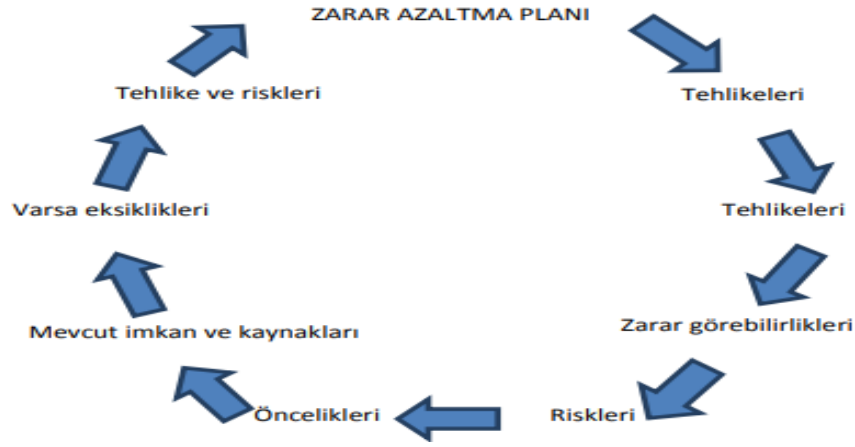 ZARAR AZALTMA PLANI
Tehlikeleri
Tehlikeleri
Zarar görebilirlikleri
Riskleri
Öncelikleri
Mevcut imkan ve kaynakları
Varsa eksiklikleri
Tehlike ve riskleri